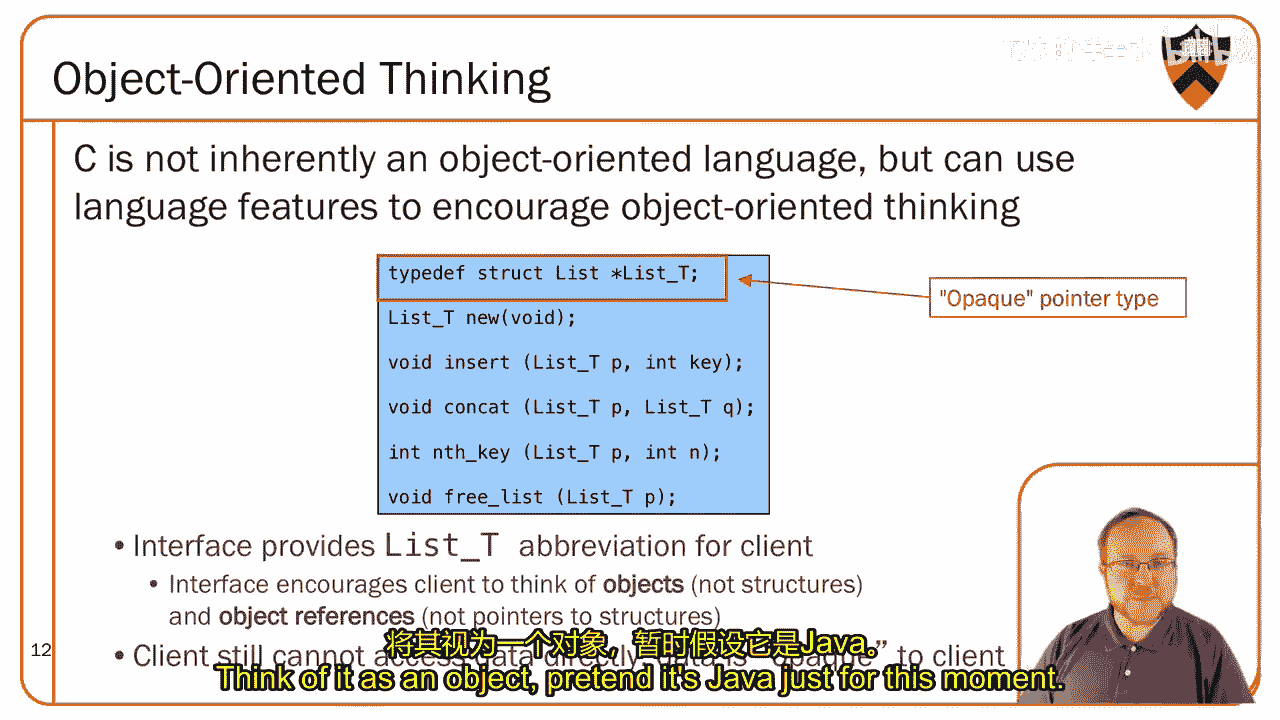 Object-Oriented Thinking
C is not inherently an object-oriented language, but can use
language features to encourage object-oriented thinking
typedef struct List *List_T;
List_T new(void);
void insert (List_T p, int key);
void concat (List_T p, List_T q);
int nth_key (List_T p, int n);
void free_list (List_T p);
"Opaque" pointer type
• Interface provides List_T abbreviation for client
• Interface encourages client to think of objects (not structures)
and object references (not pointers to structures)
12
• Client still cannot access data directly; data is "opaque" to client
将其视为一个对象，暂时假设它是Java。
Think of it as an object, pretend it's Java just for this moment.